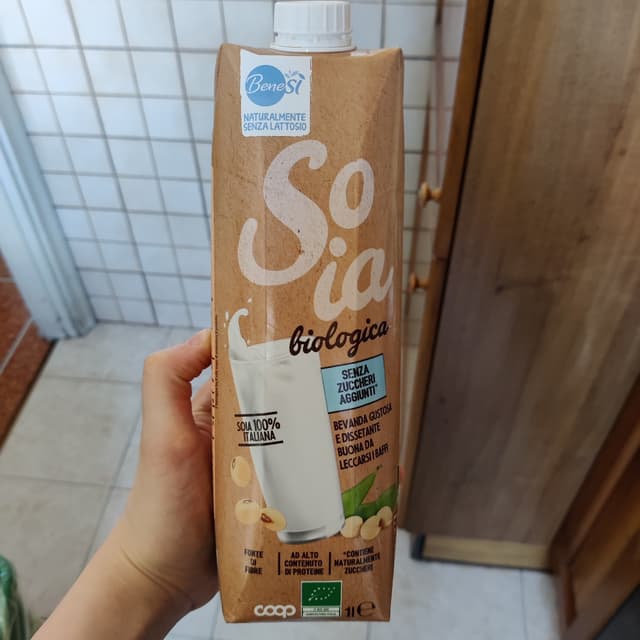 BeneSì
NATURALMENTE
SENZA LATTOSIO
So
ia
biologica
SENZA
ZUCCHERI
AGGIUNTI*
SOIA 100%
ITALIANA
BEVANDA GUSTOSA
E DISSETANTE
BUONA DA
LECCARSI I BAFFI
FONTE
DI
FIBRE
AD ALTO
CONTENUTO
DI PROTEINE
*CONTIENE
NATURALMENTE
ZUCCHERI
coop
1l e